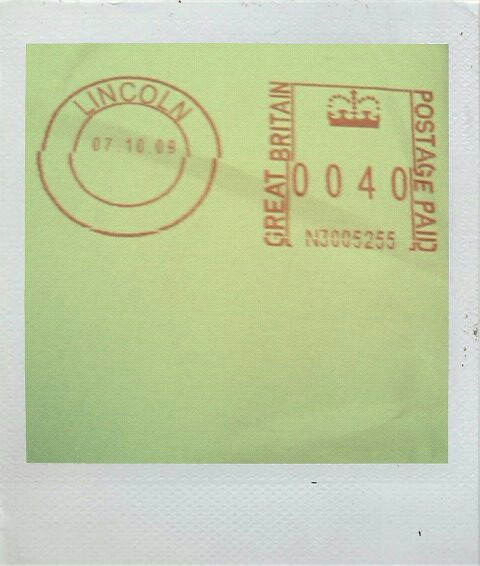 LINCOLN
07.10.09
GREAT BRITAIN
0040
N3005255
POSTAGE PAID